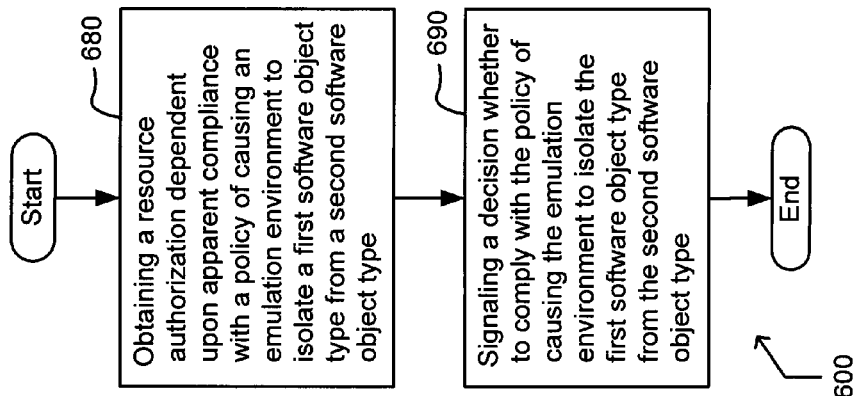 Start
680
Obtaining a resource
authorization dependent
upon apparent compliance
with a policy of causing an
emulation environment to
isolate a first software object
type from a second software
object type
690
Signaling a decision whether
to comply with the policy of
causing the emulation
environment to isolate the
first software object type
from the second software
object type
End
600